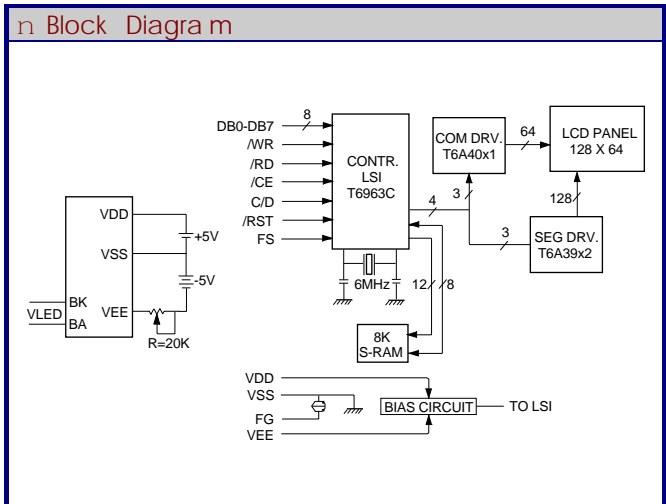 n Block Diagram
8
DB0-DB7
/WR
/RD
/CE
C/D
/RST
FS
CONTR.
LSI
T6963C
COM DRV.
T6A40x1
64
LCD PANEL
128 X 64
4
3
3
128
SEG DRV.
T6A39x2
VDD
VSS
VEE
BK
BA
VLED
+5V
-5V
R=20K
6MHz
12
8
8K
S-RAM
VDD
VSS
FG
VEE
BIAS CIRCUIT
TO LSI